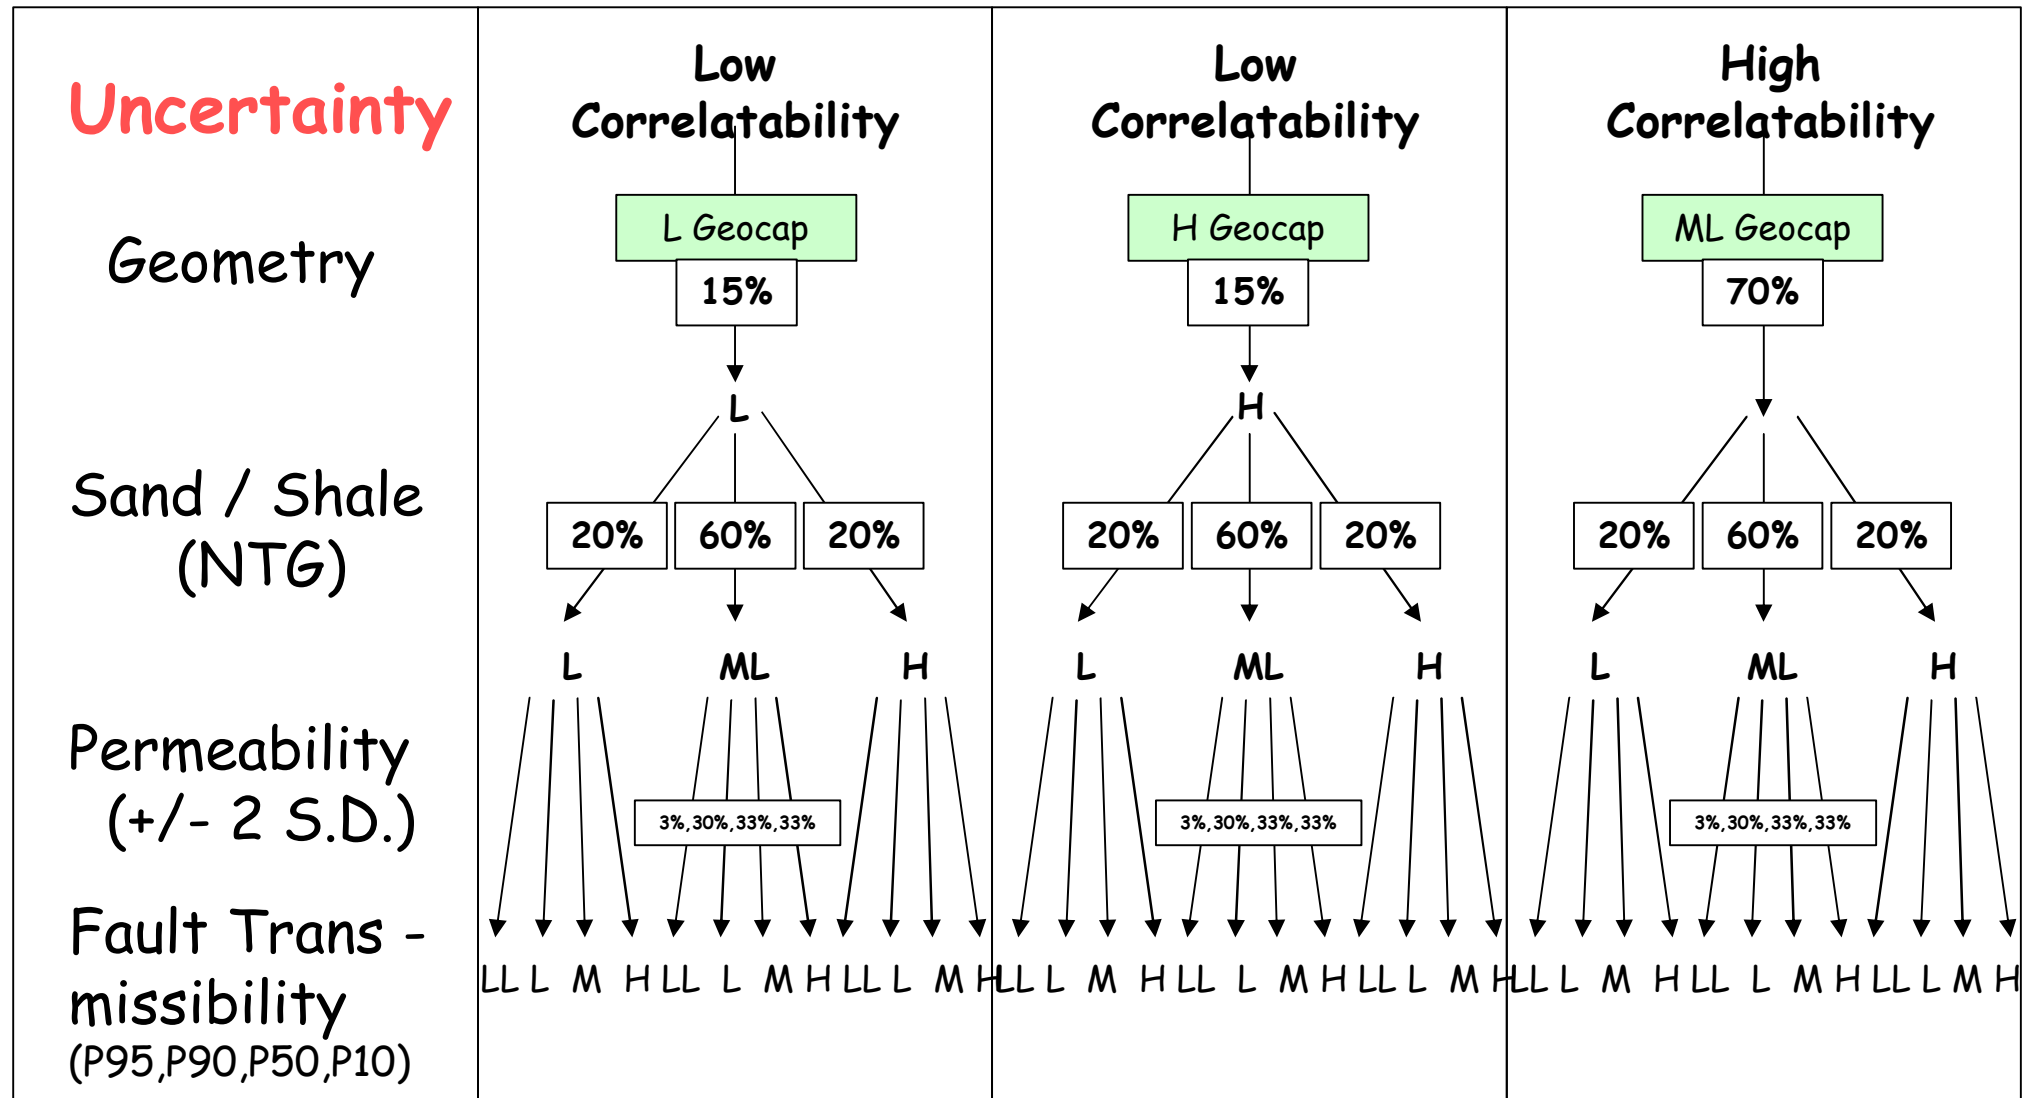 Uncertainty
Low
Correlatability
Low
Correlatability
High
Correlatability
Geometry
L Geocap
H Geocap
ML Geocap
15%
15%
70%
L
H
Sand / Shale
(NTG)
20% 60% 20%
20% 60% 20%
20% 60% 20%
L ML H
L ML H
L ML H
Permeability
(+/- 2 S.D.)
3%,30%,33%,33%
3%,30%,33%,33%
3%,30%,33%,33%
Fault Trans -
missibility
(P95,P90,P50,P10)
LL L M H LL L M H LL L M H
LL L M H LL L M H LL L M H
LL L M H LL L M H LL L M H